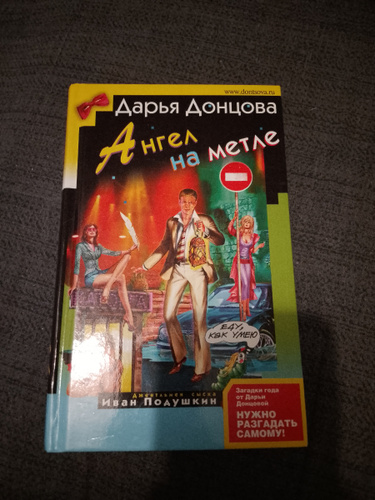 www.dontsova.ru
Дарья Донцова
Ангел
на метле
ЕДУ,
КАК УМЕЮ
Джентльмен сыска
Иван Подушкин
Загадки года
от Дарьи
Донцовой
НУЖНО
РАЗГАДАТЬ
САМОМУ!